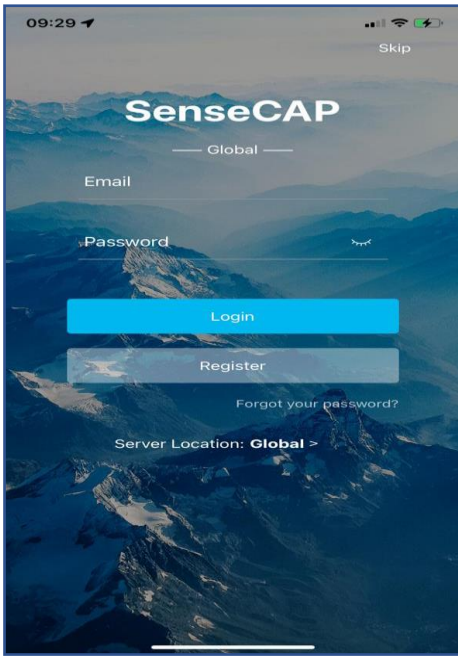 09:29
Skip
SenseCAP
Global
Email
Password
Login
Register
Forgot your password?
Server Location: Global >